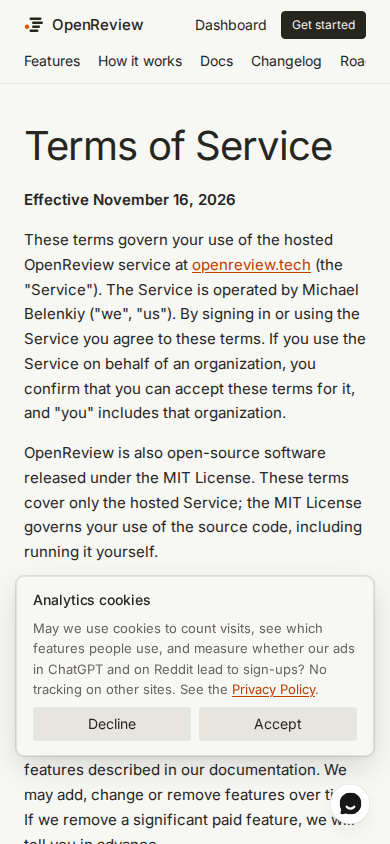 OpenReview
Dashboard
Get started
Features
How it works
Docs
Changelog
Terms of Service
Effective November 16, 2026
These terms govern your use of the hosted
OpenReview service at openreview.tech (the
"Service"). The Service is operated by Michael
Belenkiy ("we", "us"). By signing in or using the
Service you agree to these terms. If you use the
Service on behalf of an organization, you
confirm that you can accept these terms for it,
and "you" includes that organization.
OpenReview is also open-source software
released under the MIT License. These terms
cover only the hosted Service; the MIT License
governs your use of the source code, including
running it yourself.
Analytics cookies
May we use cookies to count visits, see which
features people use, and measure whether our ads
in ChatGPT and on Reddit lead to sign-ups? No
tracking on other sites. See the Privacy Policy.
Decline
Accept
features described in our documentation. We
may add, change or remove features over
If we remove a significant paid feature, we
tell you in advance.